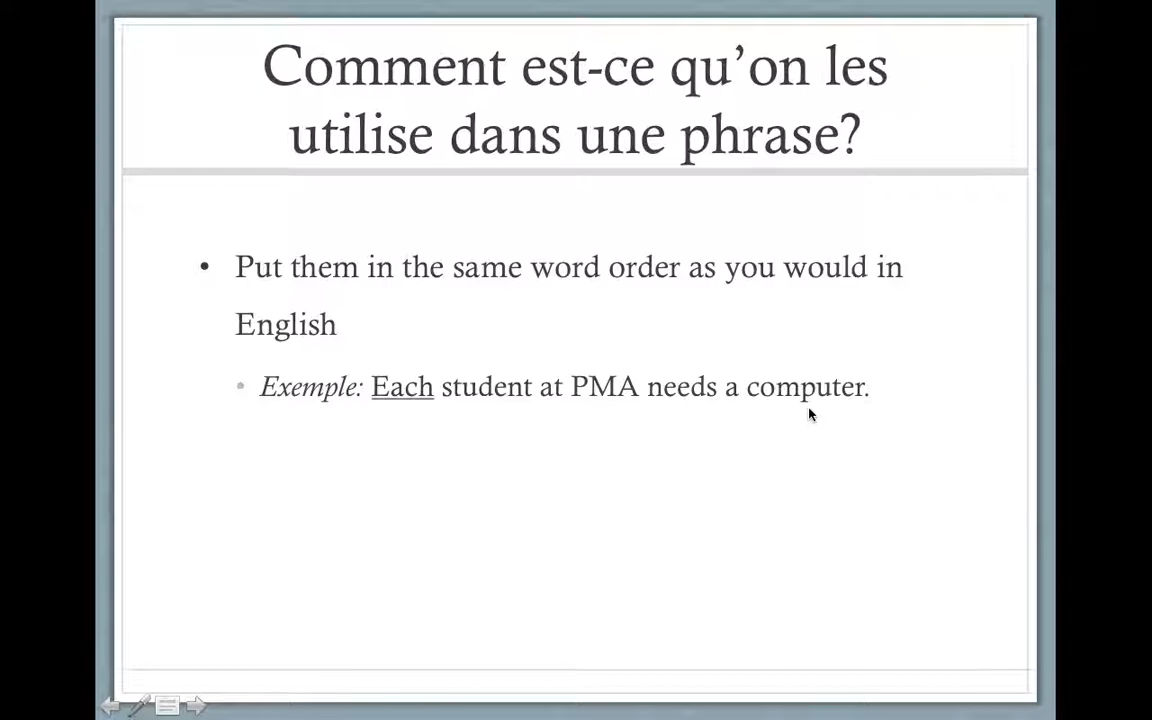 Comment est-ce qu’on les
utilise dans une phrase?
• Put them in the same word order as you would in
English
• Exemple: Each student at PMA needs a computer.